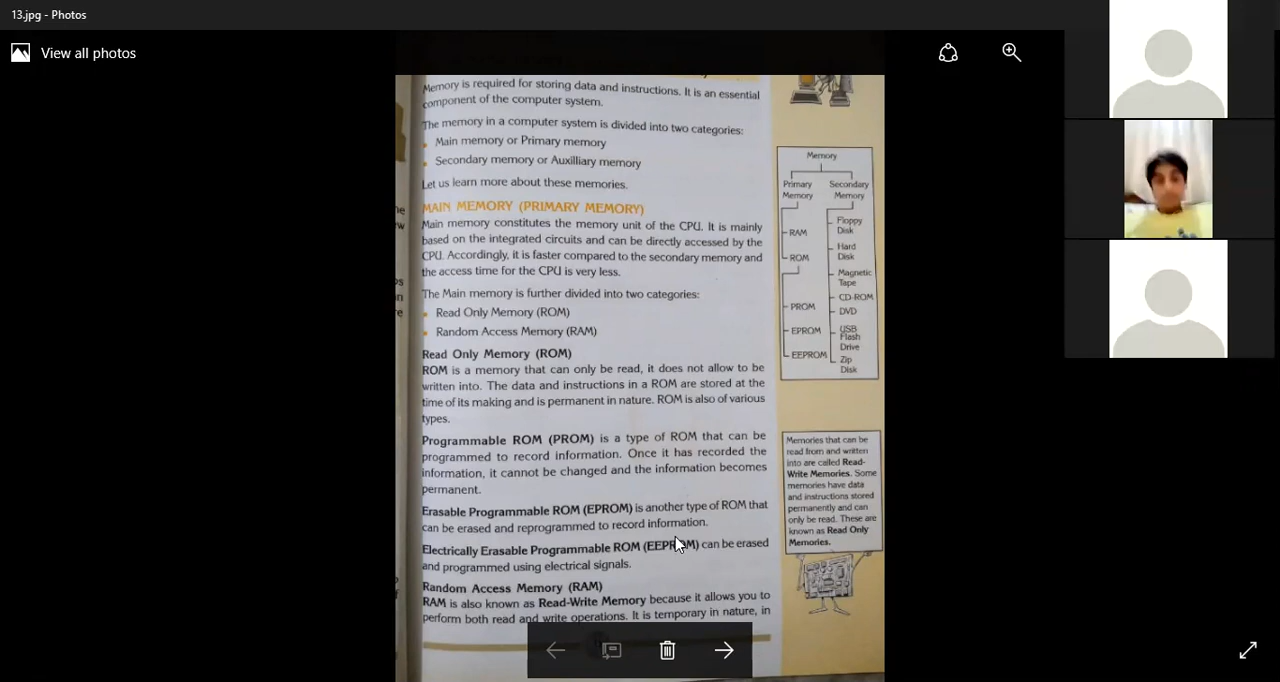 13.jpg - Photos
View all photos
Memory is required for storing data and instructions. It is an essential
component of the computer system.
The memory in a computer system is divided into two categories:
Main memory or Primary memory
Secondary memory or Auxilliary memory
Let us learn more about these memories.
MAIN MEMORY (PRIMARY MEMORY)
Main memory constitutes the memory unit of the CPU. It is mainly
based on the integrated circuits and can be directly accessed by the
CPU. Accordingly, it is faster compared to the secondary memory and
the access time for the CPU is very less.
The Main memory is further divided into two categories:
Read Only Memory (ROM)
Random Access Memory (RAM)
Read Only Memory (ROM)
ROM is a memory that can only be read, it does not allow to be
written into. The data and instructions in a ROM are stored at the
time of its making and is permanent in nature. ROM is also of various
types.
Programmable ROM (PROM) is a type of ROM that can be
programmed to record information. Once it has recorded the
information, it cannot be changed and the information becomes
permanent.
Erasable Programmable ROM (EPROM) is another type of ROM that
can be erased and reprogrammed to record information.
Electrically Erasable Programmable ROM (EEPROM) can be erased
and programmed using electrical signals.
Random Access Memory (RAM)
RAM is also known as Read-Write Memory because it allows you to
perform both read and write operations. It is temporary in nature, in
Memory
Primary Memory
Secondary Memory
RAM
ROM
PROM
EPROM
EEPROM
Floppy
Disk
Hard
Disk
Magnetic
Tape
CD-ROM
DVD
USB
Flash
Drive
Zip
Disk
Memories that can be
read from and written
into are called Read-
Write Memories. Some
memories have data
and instructions stored
permanently and can
only be read. These are
known as Read Only
Memories.